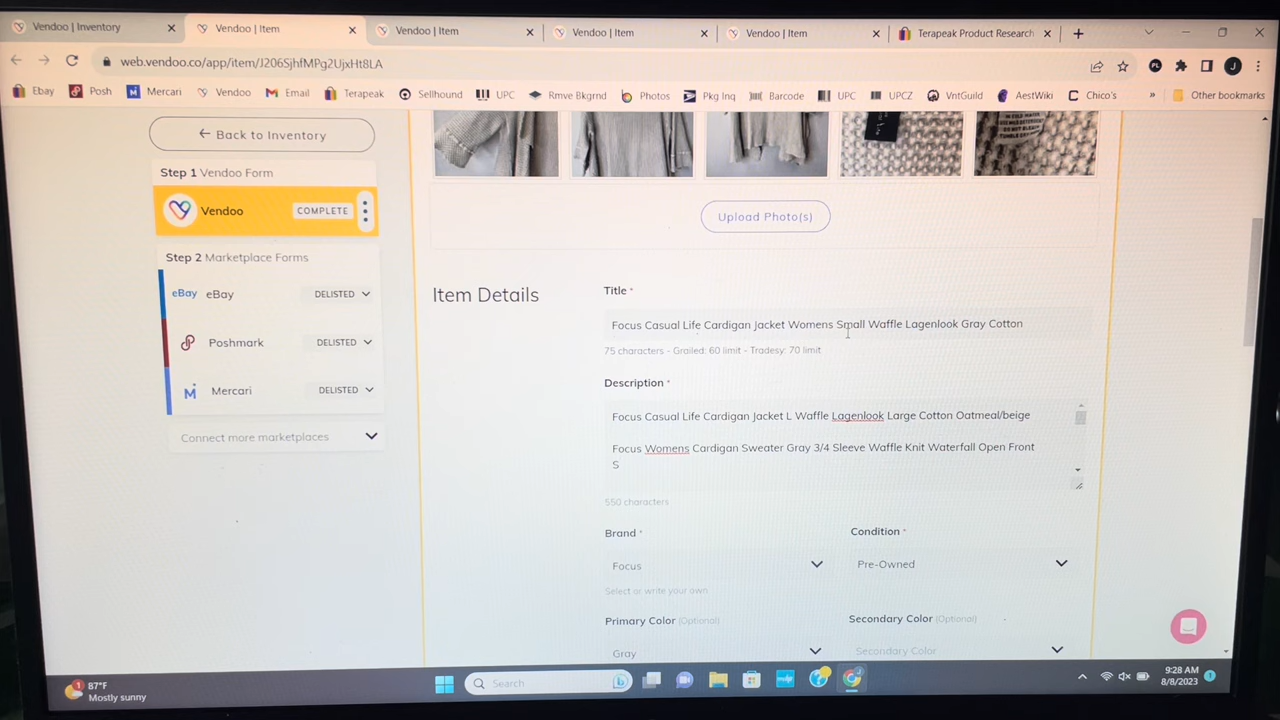 Vendoo | Inventory
Vendoo | Item
Vendoo | Item
Vendoo | Item
Vendoo | Item
Terapeak Product Research
web.vendoo.co/app/item/J206SjhfMPg2UjxHt8LA
Ebay
Posh
Mercari
Vendoo
Email
Terapeak
Sellhound
UPC
Rmve Bkgrnd
Photos
Pkg Inq
Barcode
UPC
UPCZ
VntGuild
AestWiki
Chico's
»
Other bookmarks
← Back to Inventory
Step 1 Vendoo Form
Vendoo
COMPLETE
Step 2 Marketplace Forms
eBay eBay
DELISTED
Poshmark
DELISTED
Mercari
DELISTED
Connect more marketplaces
Upload Photo(s)
Item Details
Title *
Focus Casual Life Cardigan Jacket Womens Small Waffle Lagenlook Gray Cotton
75 characters - Grailed: 60 limit - Tradesy: 70 limit
Description *
Focus Casual Life Cardigan Jacket L Waffle Lagenlook Large Cotton Oatmeal/beige
Focus Womens Cardigan Sweater Gray 3/4 Sleeve Waffle Knit Waterfall Open Front
S
550 characters
Brand *
Condition *
Focus
Pre-Owned
Select or write your own
Primary Color (Optional)
Secondary Color (Optional)
Gray
Secondary Color
87°F
Mostly sunny
Search
9:28 AM
8/8/2023